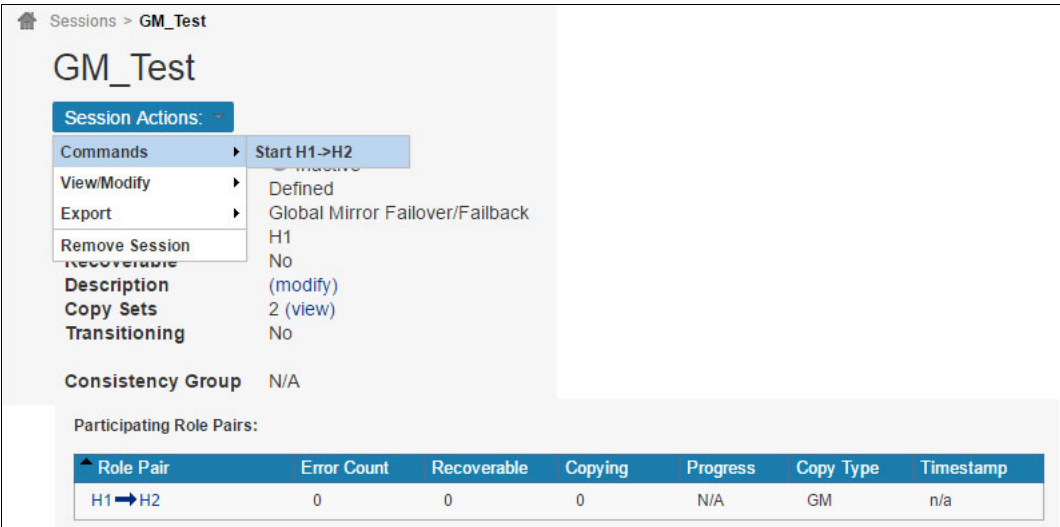 Sessions > GM_Test
GM_Test
Session Actions:
Commands Start H1->H2
Inactive
View/Modify Defined
Export Global Mirror Failover/Failback
Remove Session H1
Recoverable No
Description (modify)
Copy Sets 2 (view)
Transitioning No
Consistency Group N/A
Participating Role Pairs:
Role Pair Error Count Recoverable Copying Progress Copy Type Timestamp
H1 H2 0 0 0 N/A GM n/a